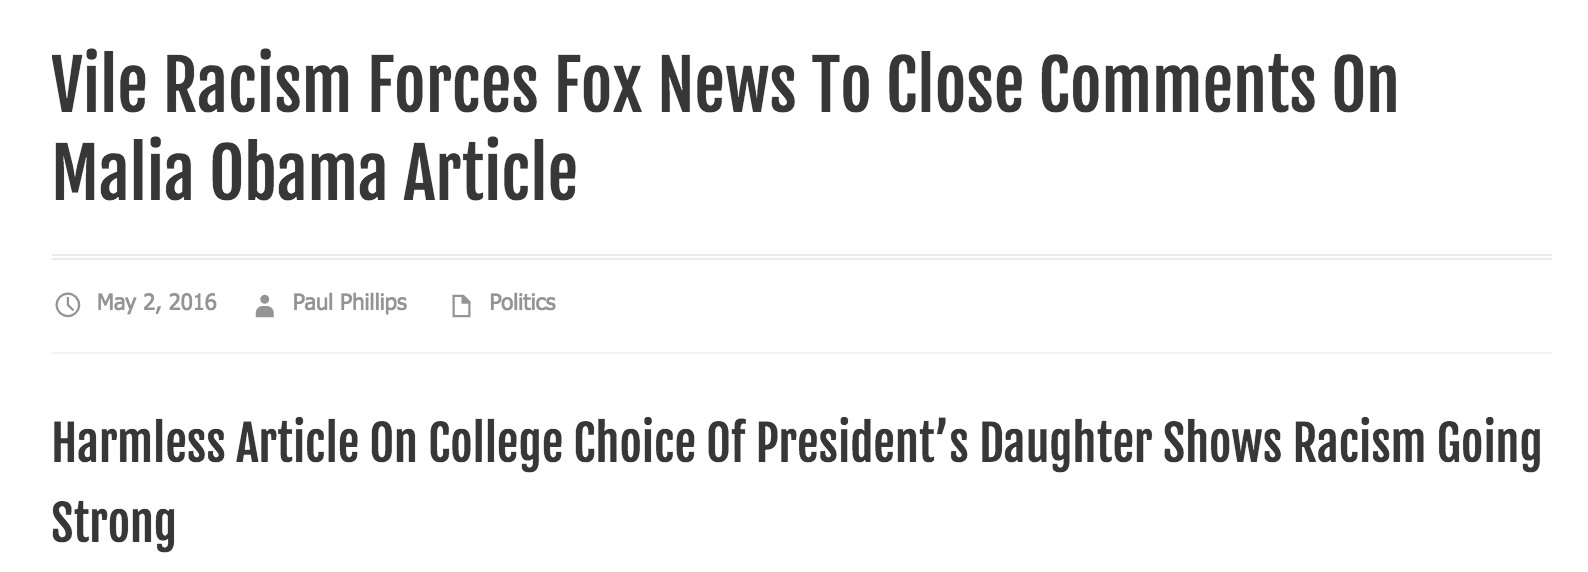 Vile Racism Forces Fox News To Close Comments On
Malia Obama Article
May 2, 2016 Paul Phillips Politics
Harmless Article On College Choice Of President’s Daughter Shows Racism Going
Strong